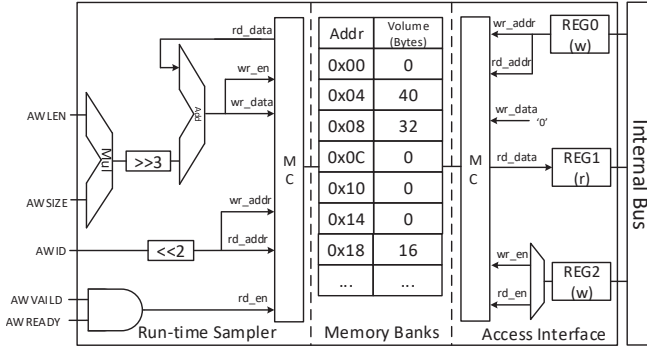 AWLEN
AWSIZE
AWID
AWVAILD
AWREADY
Mul
>>3
<<2
Add
rd_data
wr_en
wr_data
wr_addr
rd_addr
rd_en
MC
Run-time Sampler
Addr Volume (Bytes)
0x00 0
0x04 40
0x08 32
0x0C 0
0x10 0
0x14 0
0x18 16
... ...
Memory Banks
MC
wr_addr
rd_addr
wr_data
'0'
rd_data
wr_en
rd_en
REG0
(w)
REG1
(r)
REG2
(w)
Access Interface
Internal Bus